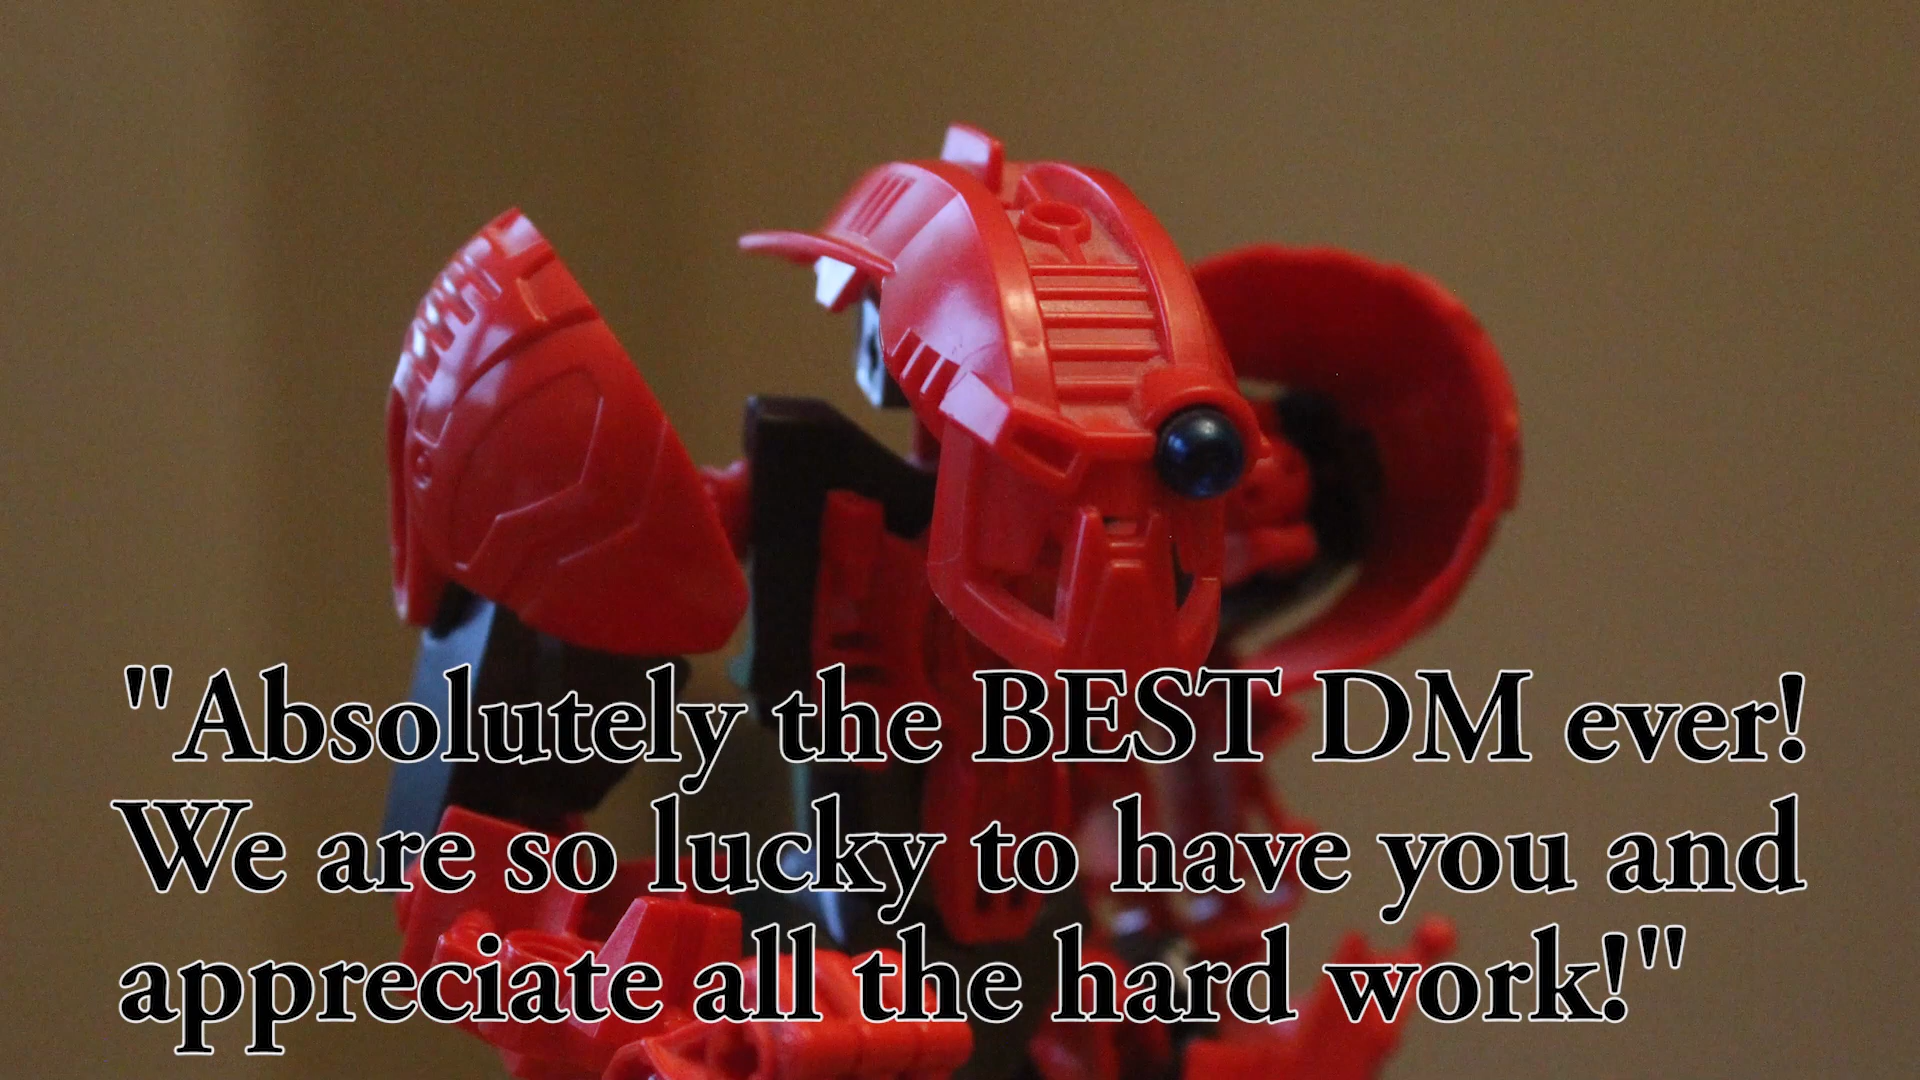 "Absolutely the BEST DM ever!
We are so lucky to have you and
appreciate all the hard work!"